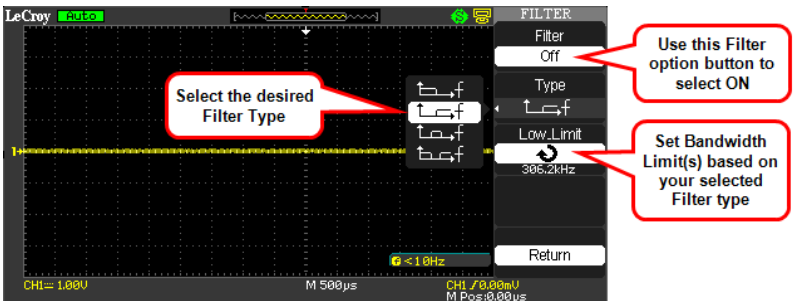 LeCroy Auto
FILTER
Filter
Off
Use this Filter
option button to
select ON
Type
f
Select the desired
Filter Type
f
f
f
f
Low_Limit
306.2kHz
Set Bandwidth
Limit(s) based on
your selected
Filter type
1
Return
f <10Hz
CH1 1.00V
M 500µs
CH1 / 0.00mV
M Pos:0.00µs